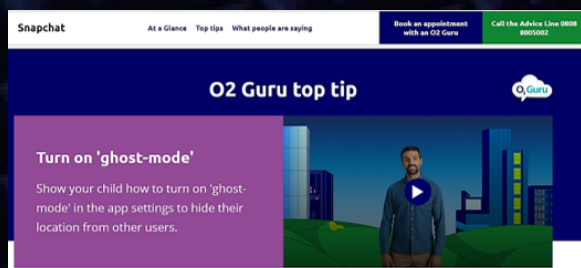 Snapchat
At a Glance Top tips What people are saying
Book an appointment
with an O2 Guru
Call the Advice Line 0808
8005002
O2 Guru top tip
O2 Guru
Turn on 'ghost-mode'
Show your child how to turn on 'ghost-
mode' in the app settings to hide their
location from other users.